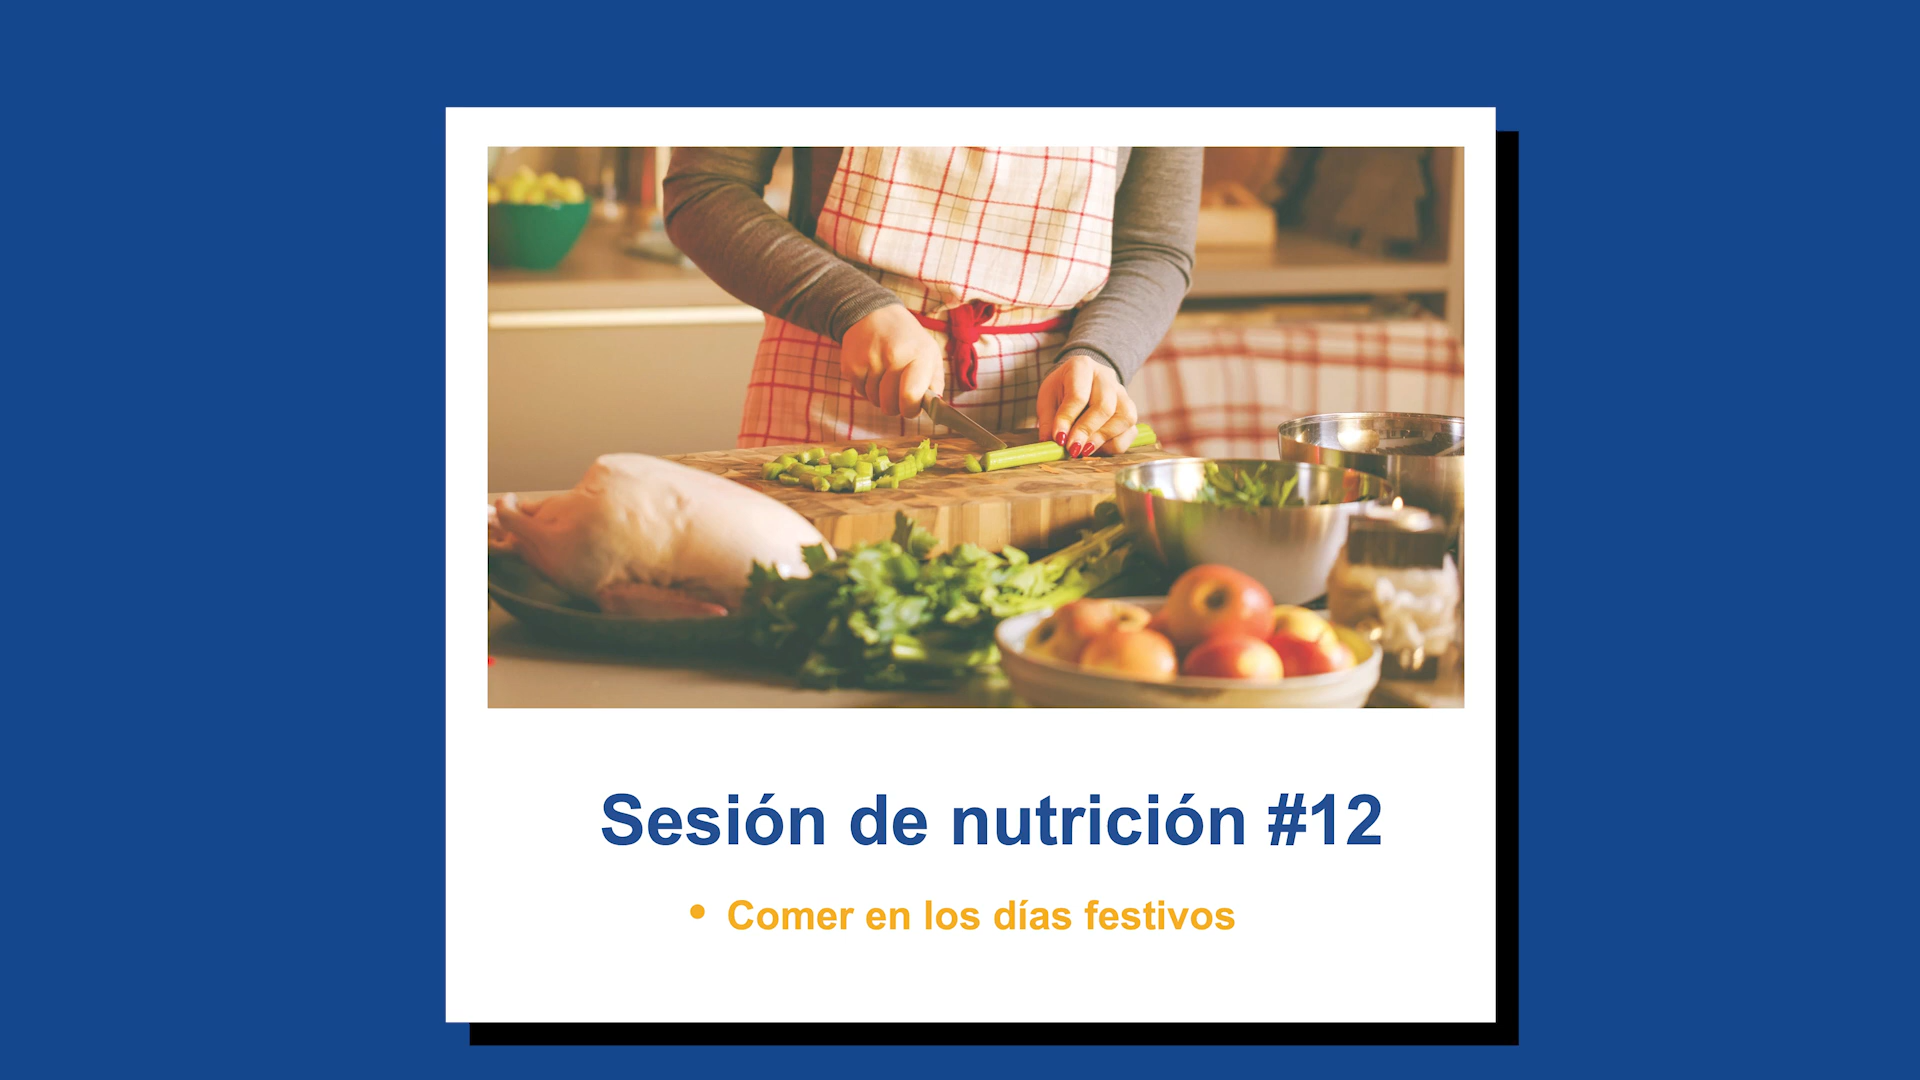 Sesión de nutrición #12
• Comer en los días festivos